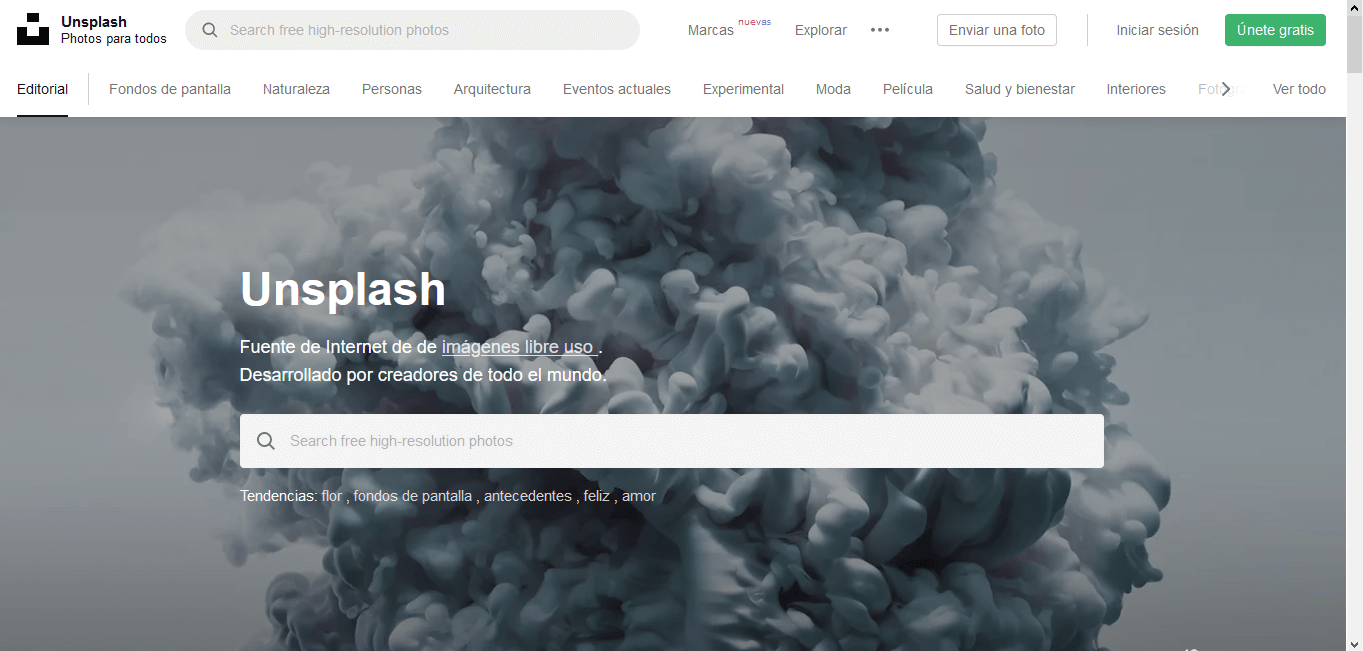 Unsplash
Photos para todos
Search free high-resolution photos
Marcas nuevas
Explorar
Enviar una foto
Iniciar sesión
Únete gratis
Editorial
Fondos de pantalla
Naturaleza
Personas
Arquitectura
Eventos actuales
Experimental
Moda
Película
Salud y bienestar
Interiores
Ver todo
Unsplash
Fuente de Internet de de imágenes libre uso .
Desarrollado por creadores de todo el mundo.
Search free high-resolution photos
Tendencias: flor , fondos de pantalla , antecedentes , feliz , amor